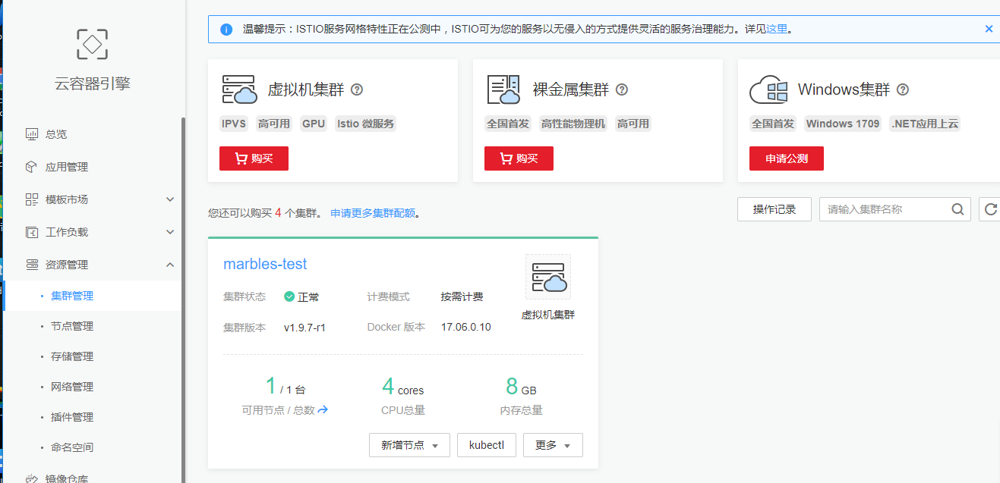 云容器引擎
总览
应用管理
模板市场
工作负载
资源管理
集群管理
节点管理
存储管理
网络管理
插件管理
命名空间
镜像仓库
温馨提示：ISTIO服务网格特性正在公测中，ISTIO可为您的服务以无侵入的方式提供灵活的服务治理能力。详见这里。
虚拟机集群
IPVS 高可用 GPU Istio 微服务
购买
裸金属集群
全国首发 高性能物理机 高可用
购买
Windows集群
全国首发 Windows 1709 .NET应用上云
申请公测
您还可以购买 4 个集群。 申请更多集群配额。
操作记录
请输入集群名称
marbles-test
集群状态 正常 计费模式 按需计费
集群版本 v1.9.7-r1 Docker 版本 17.06.0.10
虚拟机集群
1 / 1 台
可用节点 / 总数
4 cores
CPU总量
8 GB
内存总量
新增节点 kubectl 更多